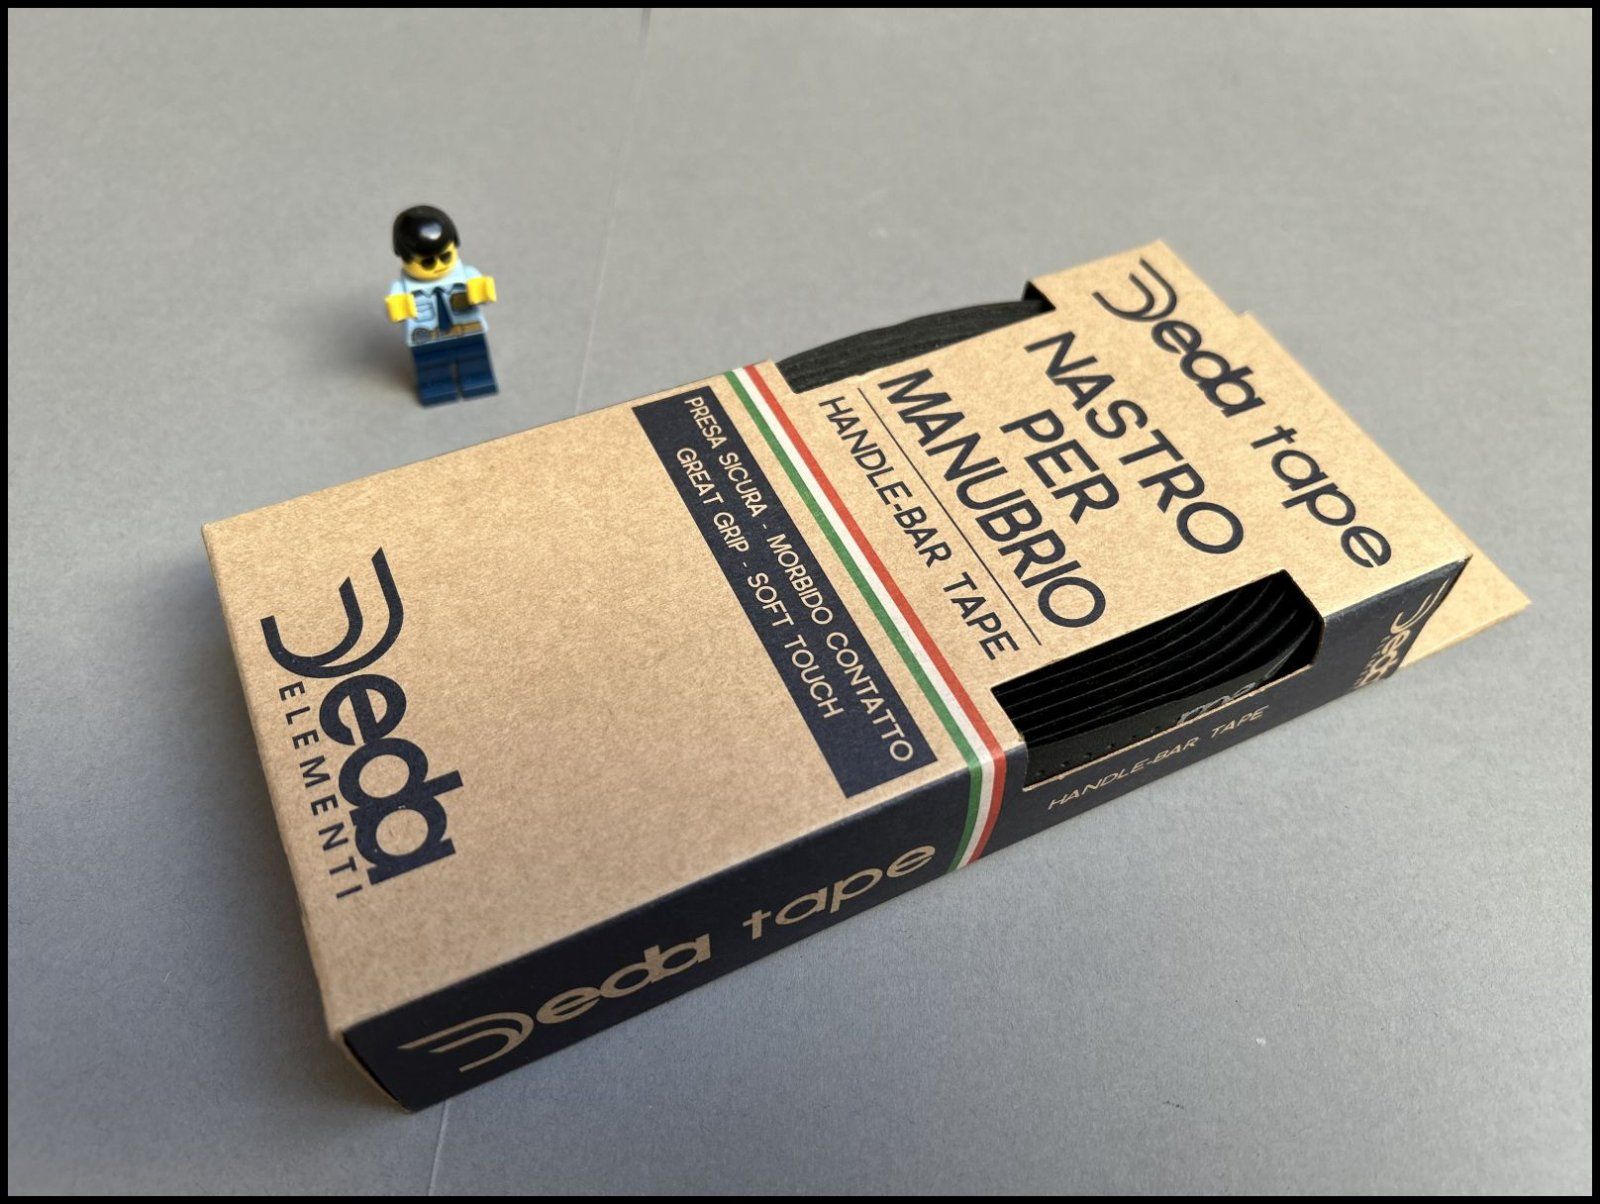 Deda tape
NASTRO
PER
MANUBRIO
HANDLE-BAR TAPE
PRESA SICURA - MORBIDO CONTATTO
GREAT GRIP - SOFT TOUCH
Deda
ELEMENTI
Deda tape
HANDLE-BAR TAPE
Deda